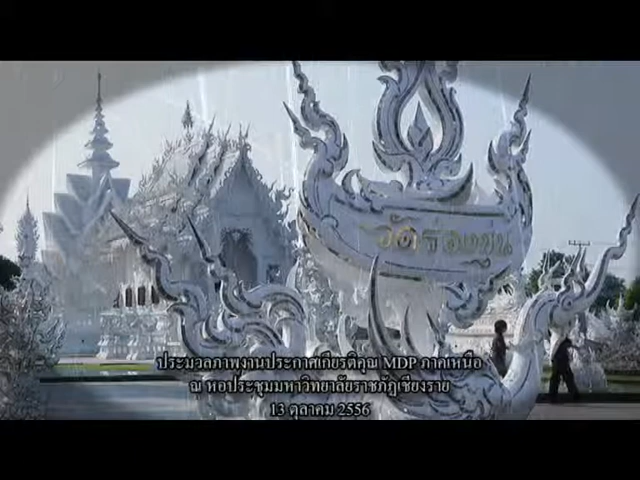 วัดร่องขุ่น
ประมวลภาพงานประกาศเกียรติคุณ MDP ภาคเหนือ
ณ หอประชุมมหาวิทยาลัยราชภัฏเชียงราย
13 ตุลาคม 2556